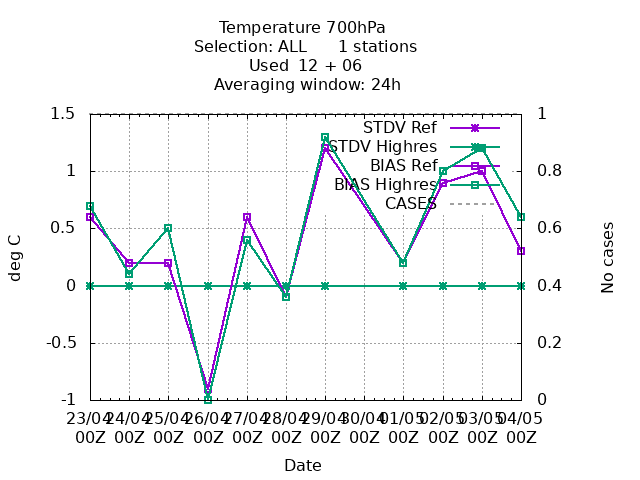 Temperature 700hPa
Selection: ALL 1 stations
Used 12 + 06
Averaging window: 24h
1.5
1
0.5
0
-0.5
-1
deg C
1
0.8
0.6
0.4
0.2
0
No cases
STDV Ref
STDV Highres
BIAS Ref
BIAS Highres
CASES
23/04 24/04 25/04 26/04 27/04 28/04 29/04 30/04 01/05 02/05 03/05 04/05
00Z 00Z 00Z 00Z 00Z 00Z 00Z 00Z 00Z 00Z 00Z 00Z
Date